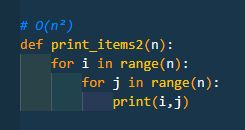 # O(n²)
def print_items2(n):
    for i in range(n):
        for j in range(n):
            print(i,j)